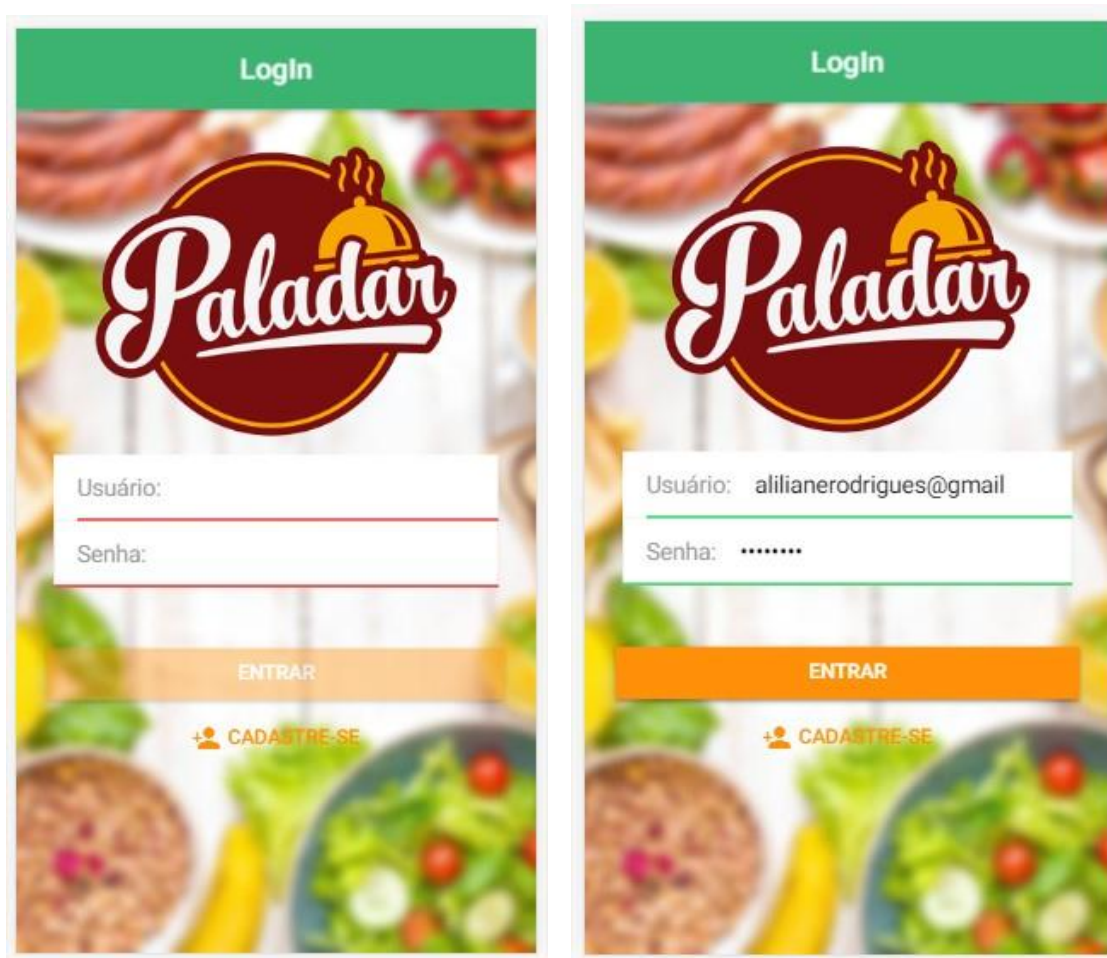 LogIn
Paladar
Usuário:
Senha:
ENTRAR
CADASTRE-SE
LogIn
Paladar
Usuário: alilianerodrigues@gmail
Senha: ••••••••
ENTRAR
CADASTRE-SE